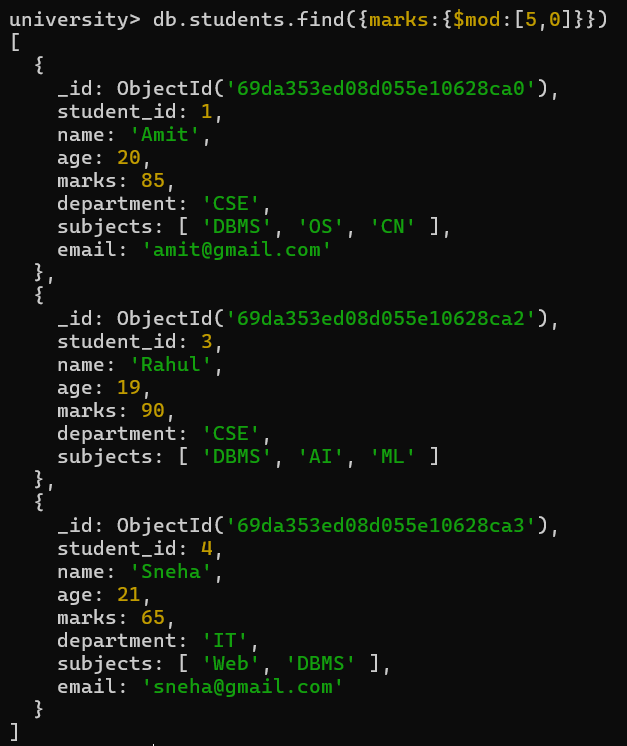 university> db.students.find({marks:{$mod:[5,0]}})
[
  {
    _id: ObjectId('69da353ed08d055e10628ca0'),
    student_id: 1,
    name: 'Amit',
    age: 20,
    marks: 85,
    department: 'CSE',
    subjects: [ 'DBMS', 'OS', 'CN' ],
    email: 'amit@gmail.com'
  },
  {
    _id: ObjectId('69da353ed08d055e10628ca2'),
    student_id: 3,
    name: 'Rahul',
    age: 19,
    marks: 90,
    department: 'CSE',
    subjects: [ 'DBMS', 'AI', 'ML' ]
  },
  {
    _id: ObjectId('69da353ed08d055e10628ca3'),
    student_id: 4,
    name: 'Sneha',
    age: 21,
    marks: 65,
    department: 'IT',
    subjects: [ 'Web', 'DBMS' ],
    email: 'sneha@gmail.com'
  }
]